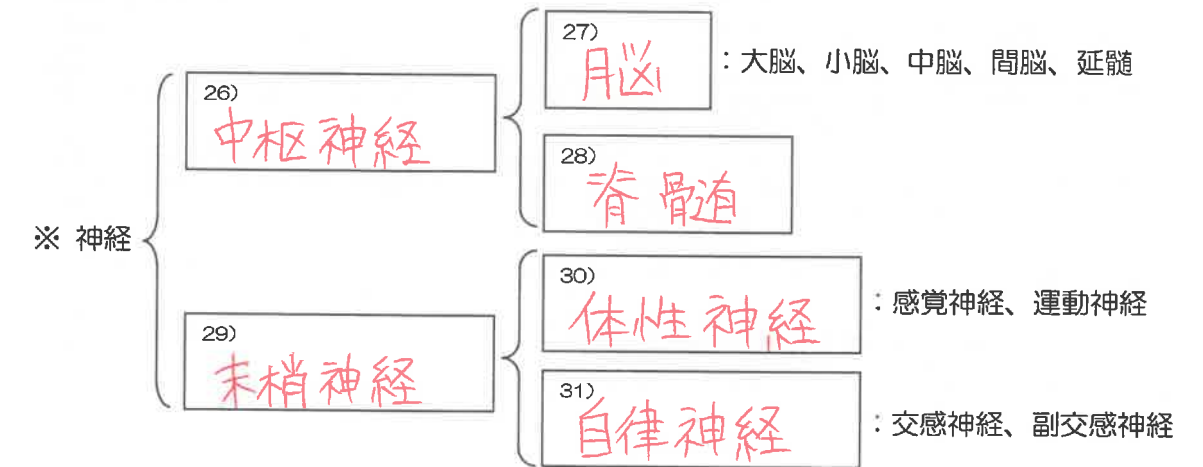 27)
脳
:大脳、小脳、中脳、間脳、延髄
26)
中枢神経
28)
脊髄
※ 神経
30)
体性神経
:感覚神経、運動神経
29)
末梢神経
31)
自律神経
:交感神経、副交感神経